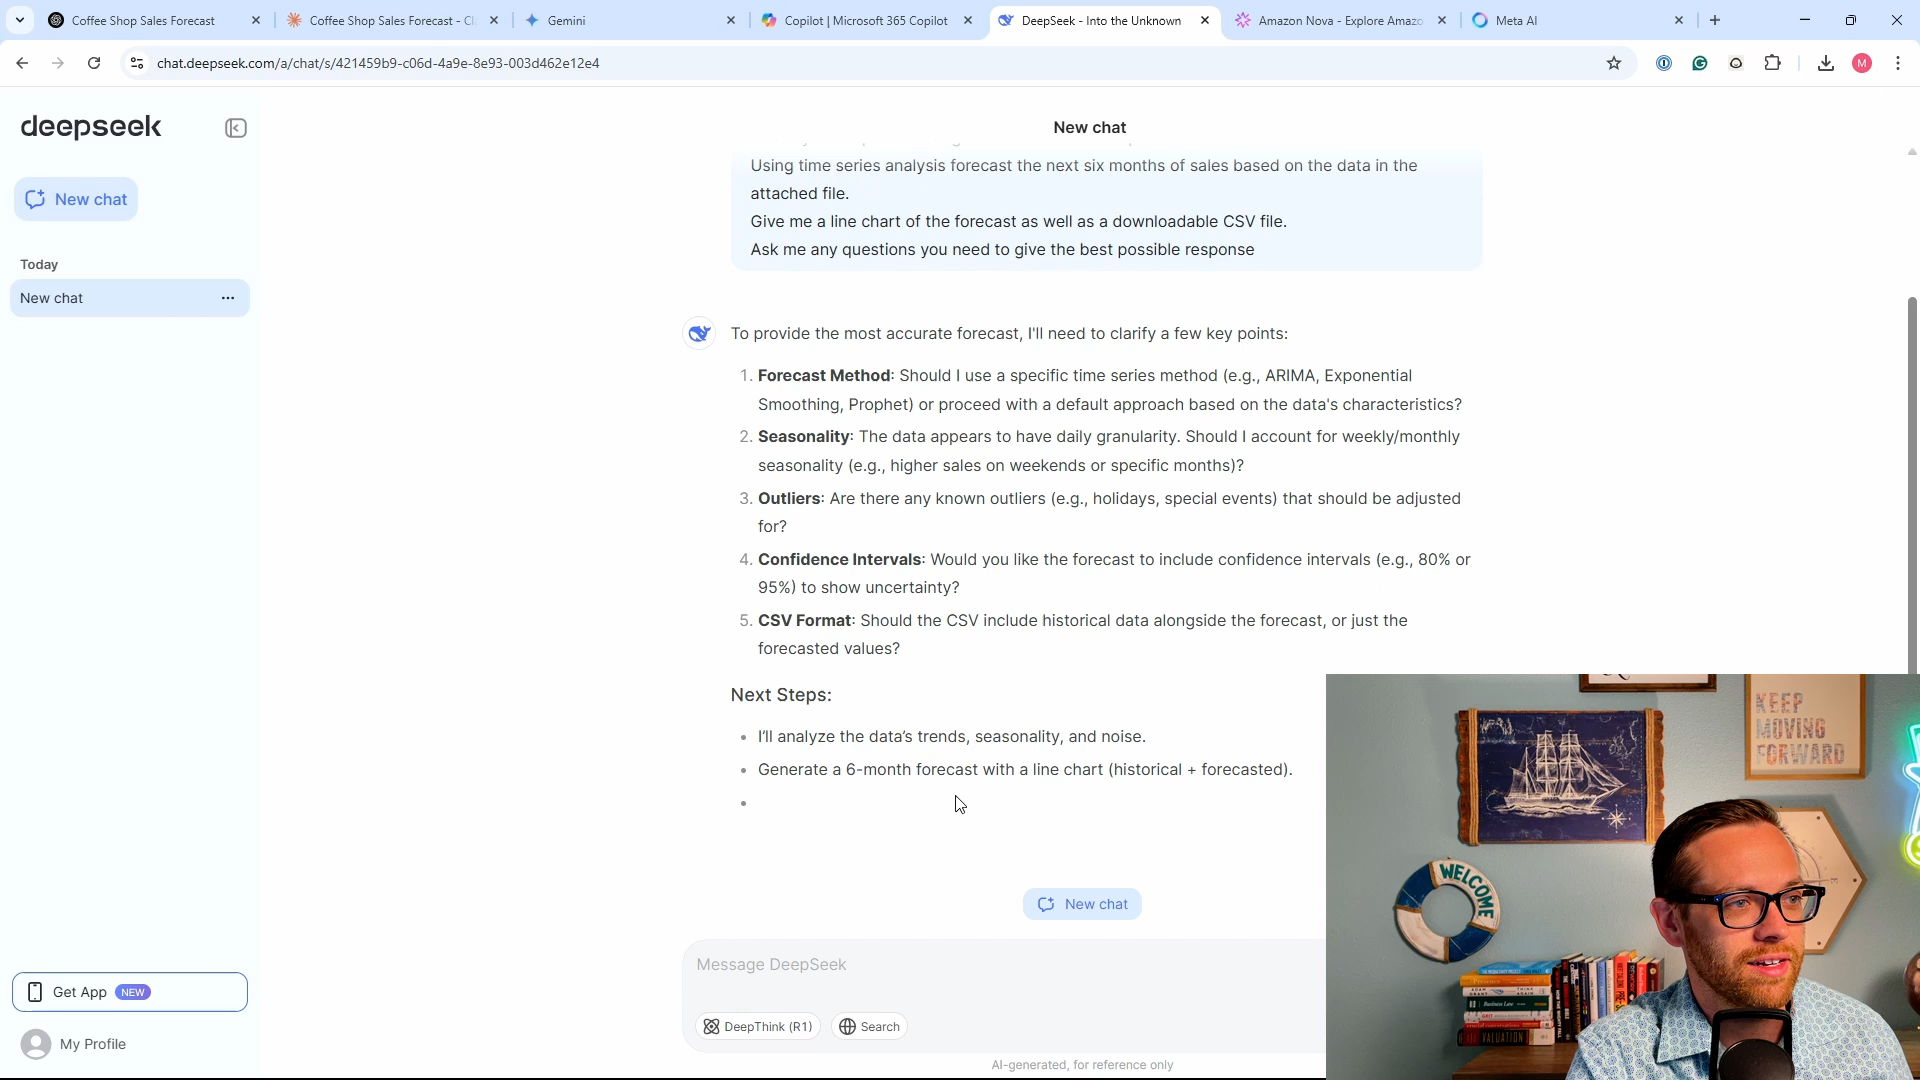 Coffee Shop Sales Forecast
Coffee Shop Sales Forecast - Cl
Gemini
Copilot | Microsoft 365 Copilot
DeepSeek - Into the Unknown
Amazon Nova - Explore Amazo
Meta AI
chat.deepseek.com/a/chat/s/421459b9-c06d-4a9e-8e93-003d462e12e4
M
deepseek
New chat
Today
New chat
Get App NEW
My Profile
New chat
Using time series analysis forecast the next six months of sales based on the data in the
attached file.
Give me a line chart of the forecast as well as a downloadable CSV file.
Ask me any questions you need to give the best possible response
To provide the most accurate forecast, I'll need to clarify a few key points:
1. Forecast Method: Should I use a specific time series method (e.g., ARIMA, Exponential
Smoothing, Prophet) or proceed with a default approach based on the data's characteristics?
2. Seasonality: The data appears to have daily granularity. Should I account for weekly/monthly
seasonality (e.g., higher sales on weekends or specific months)?
3. Outliers: Are there any known outliers (e.g., holidays, special events) that should be adjusted
for?
4. Confidence Intervals: Would you like the forecast to include confidence intervals (e.g., 80% or
95%) to show uncertainty?
5. CSV Format: Should the CSV include historical data alongside the forecast, or just the
forecasted values?
Next Steps:
• I'll analyze the data's trends, seasonality, and noise.
• Generate a 6-month forecast with a line chart (historical + forecasted).
•
New chat
Message DeepSeek
DeepThink (R1)
Search
AI-generated, for reference only
KEEP
MOVING
FORWARD
WELCOME
VALUATION